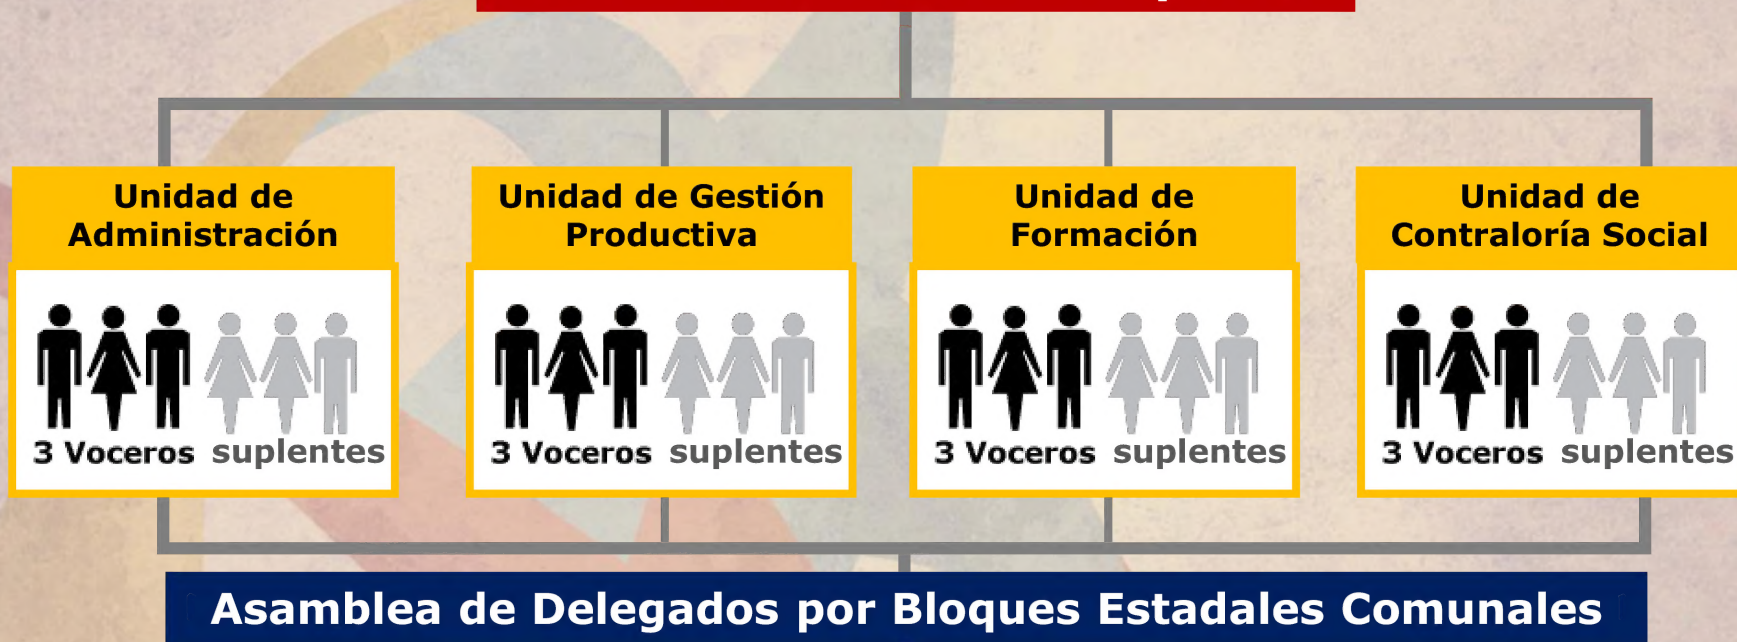 Unidad de
Administración
Unidad de Gestión
Productiva
Unidad de
Formación
Unidad de
Contraloría Social
3 Voceros suplentes
3 Voceros suplentes
3 Voceros suplentes
3 Voceros suplentes
Asamblea de Delegados por Bloques Estadales Comunales